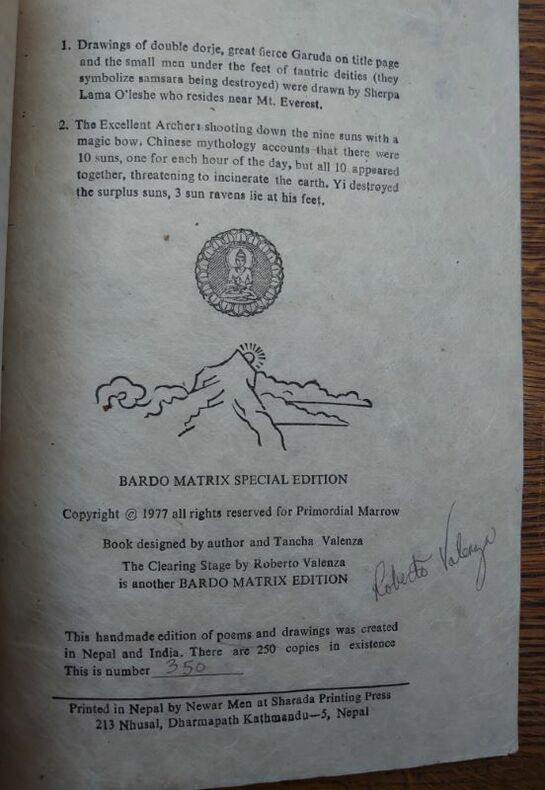 1. Drawings of double dorje, great fierce Garuda on title page
and the small men under the feet of tantric deities (they
symbolize samsara being destroyed) were drawn by Sherpa
Lama O'leshe who resides near Mt. Everest.
2. The Excellent Archer: shooting down the nine suns with a
magic bow. Chinese mythology accounts that there were
10 suns, one for each hour of the day, but all 10 appeared
together, threatening to incinerate the earth. Yi destroyed
the surplus suns, 3 sun ravens lie at his feet.
BARDO MATRIX SPECIAL EDITION
Copyright © 1977 all rights reserved for Primordial Marrow
Book designed by author and Tancha Valenza
The Clearing Stage by Roberto Valenza
is another BARDO MATRIX EDITION
Roberto Valenza
This handmade edition of poems and drawings was created
in Nepal and India. There are 250 copies in existence
This is number 350
Printed in Nepal by Newar Men at Sharada Printing Press
213 Nhusal, Dharmapath Kathmandu—5, Nepal